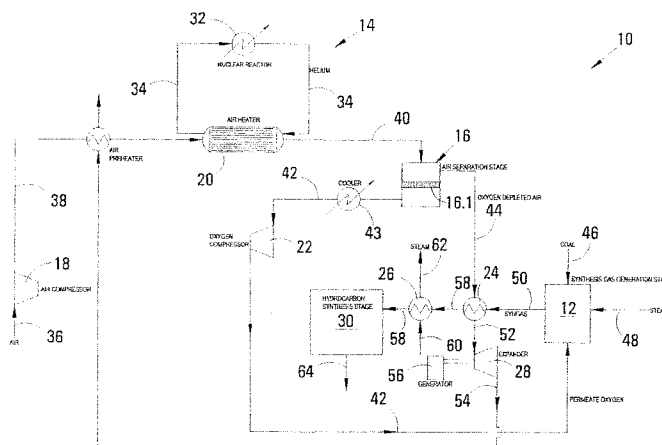 32
14
10
NUCLEAR REACTOR
34
HELIUM
34
AIR HEATER
40
20
AIR PREHEATER
16
AIR SEPARATION STAGE
16.1
38
42
COOLER
43
OXYGEN DEPLETED AIR
44
OXYGEN COMPRESSOR
22
STEAM
62
COAL
46
18
AIR COMPRESSOR
36
AIR
26
24
50
SYNTHESIS GAS GENERATION
12
HYDROCARBON SYNTHESIS STAGE
30
58
58
SYNGAS
48
52
60
56
GENERATOR
EXPANDER
28
64
54
42
PERMEATE OXYGEN